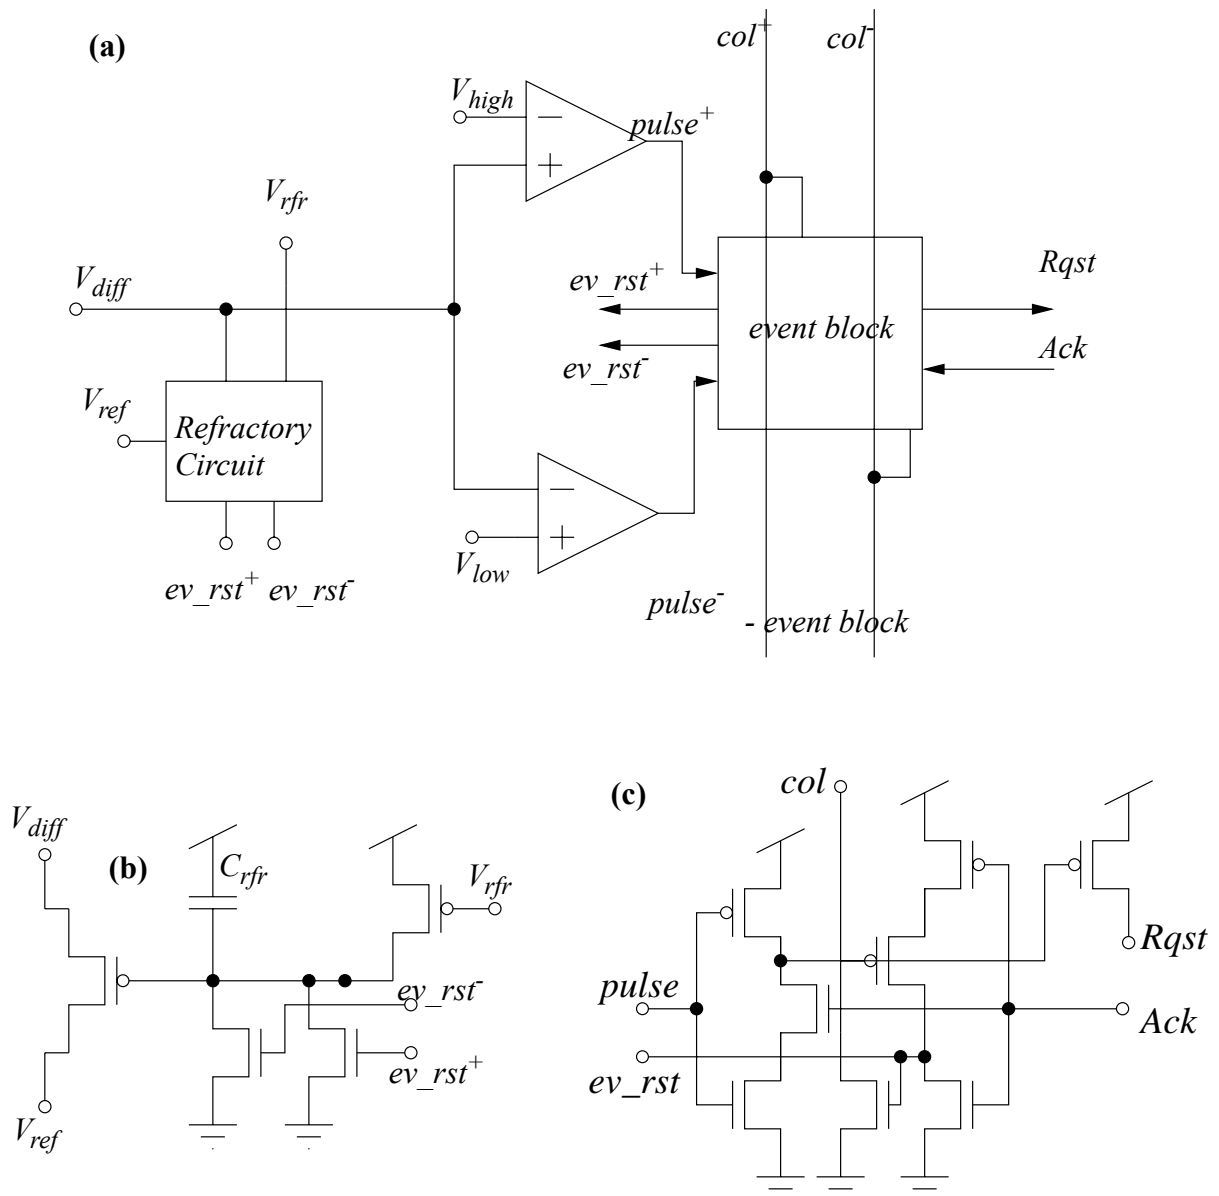 (a)
col+ col-
Vhigh
pulse+
Vrfr
Vdiff
ev_rst+
Rqst
event block
ev_rst-
Ack
Vref
Refractory
Circuit
Vlow
ev_rst+ ev_rst-
pulse-
- event block
(c)
col
Vdiff
(b)
Crfr
Vrfr
Rqst
pulse
ev_rst-
Ack
ev_rst+
ev_rst
Vref